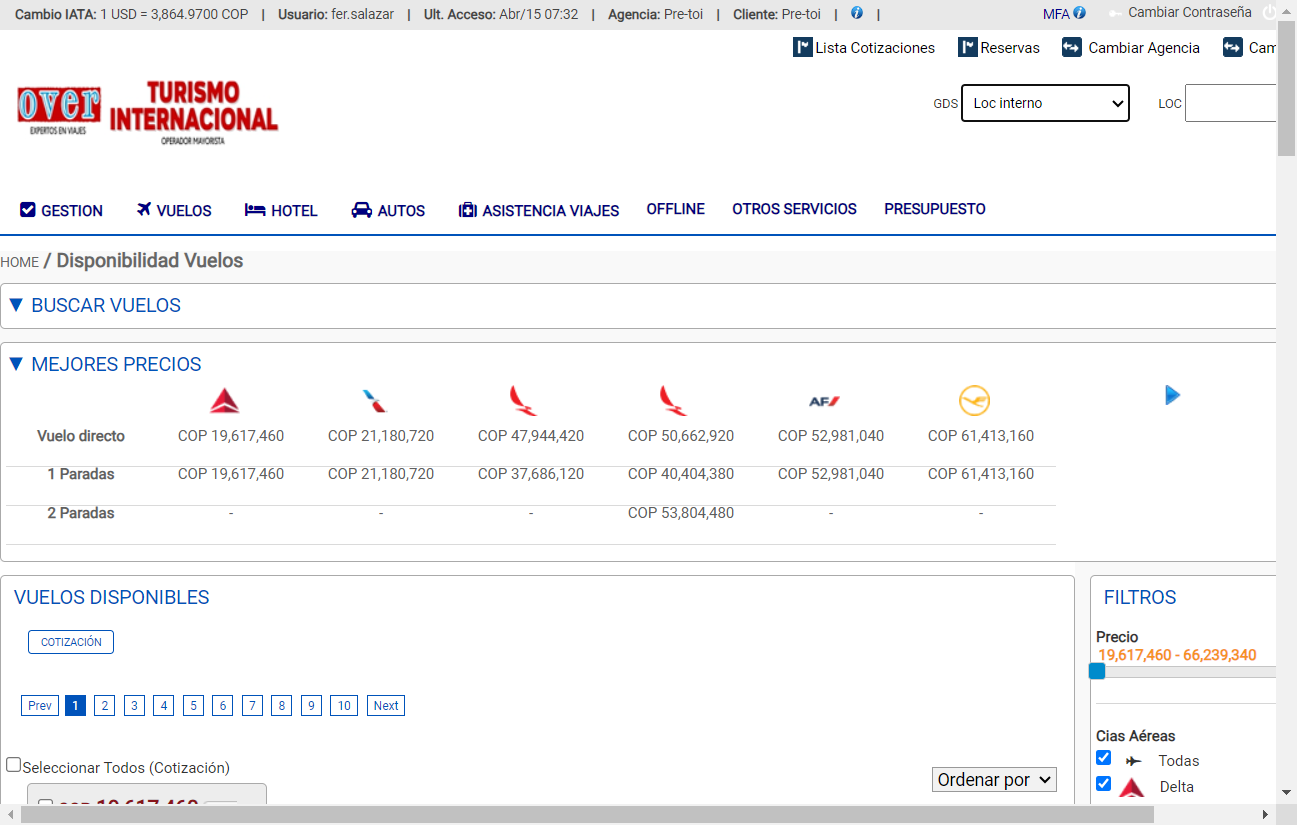 Cambio IATA: 1 USD = 3,864.9700 COP | Usuario: fer.salazar | Ult. Acceso: Abr/15 07:32 | Agencia: Pre-toi | Cliente: Pre-toi | i | MFA i Cambiar Contraseña
Lista Cotizaciones Reservas Cambiar Agencia Cam
over TURISMO INTERNACIONAL
EXPERTOS EN VIAJES OPERADOR MAYORISTA
GDS Loc interno LOC
GESTION VUELOS HOTEL AUTOS ASISTENCIA VIAJES OFFLINE OTROS SERVICIOS PRESUPUESTO
HOME / Disponibilidad Vuelos
BUSCAR VUELOS
MEJORES PRECIOS
AF
Vuelo directo COP 19,617,460 COP 21,180,720 COP 47,944,420 COP 50,662,920 COP 52,981,040 COP 61,413,160
1 Paradas COP 19,617,460 COP 21,180,720 COP 37,686,120 COP 40,404,380 COP 52,981,040 COP 61,413,160
2 Paradas - - - COP 53,804,480 - -
VUELOS DISPONIBLES
COTIZACIÓN
Prev 1 2 3 4 5 6 7 8 9 10 Next
Seleccionar Todos (Cotización)
Ordenar por
COP 19,617,460
FILTROS
Precio
19,617,460 - 66,239,340
Cias Aéreas
Todas
Delta